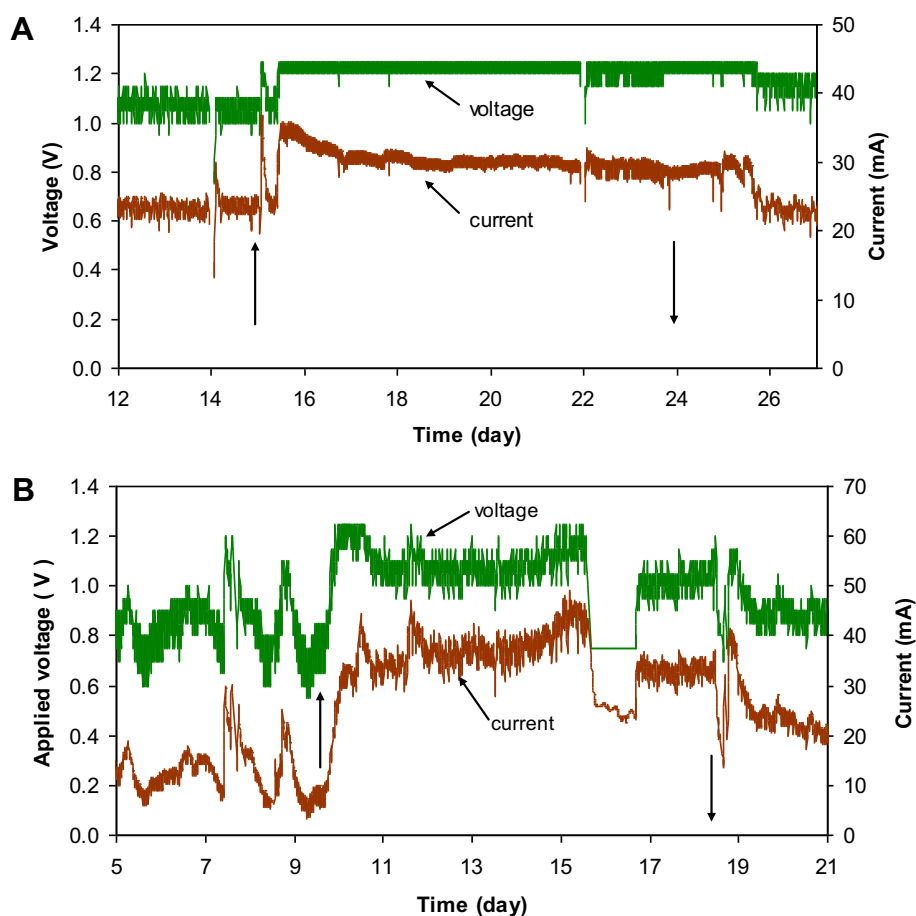 A
Voltage (V)
1.4
1.2
1.0
0.8
0.6
0.4
0.2
0.0
voltage
current
50
40
30
20
10
0
Current (mA)
12 14 16 18 20 22 24 26
Time (day)
B
Applied voltage ( V )
1.4
1.2
1.0
0.8
0.6
0.4
0.2
0.0
voltage
current
70
60
50
40
30
20
10
0
Current (mA)
5 7 9 11 13 15 17 19 21
Time (day)